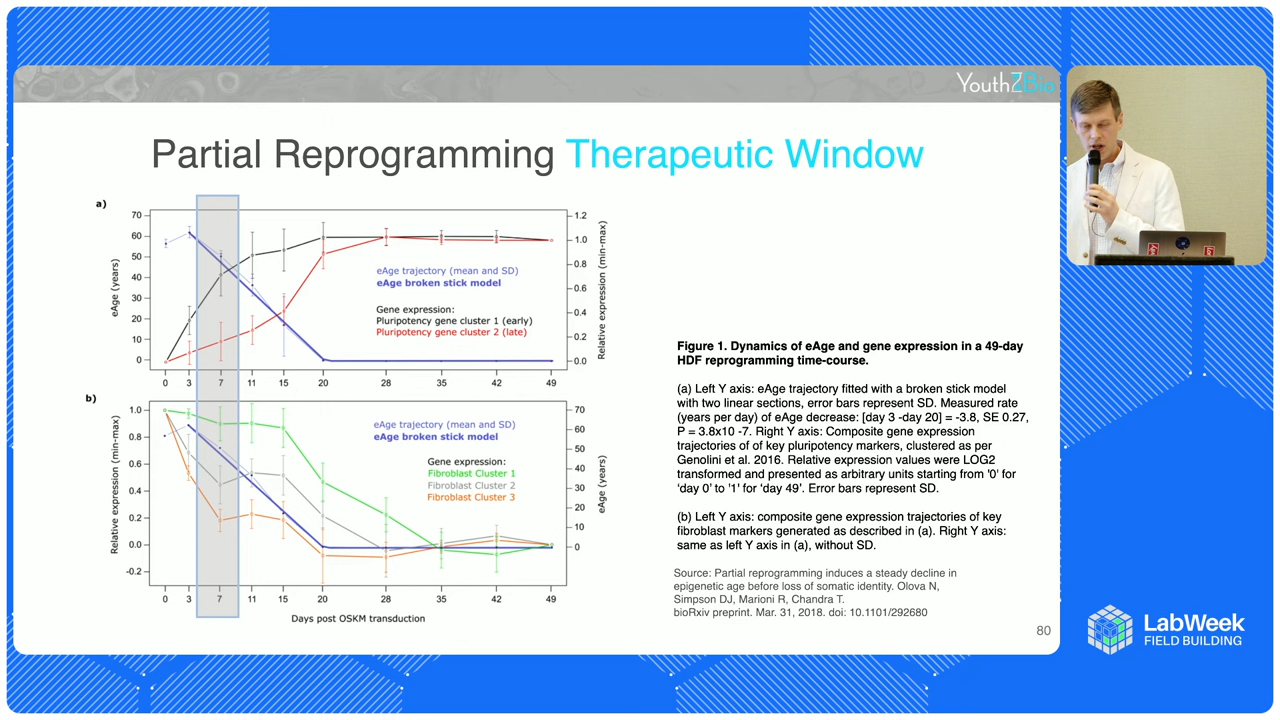 YouthZBio
Partial Reprogramming Therapeutic Window
a)
70
60
50
40
30
20
10
0
eAge (years)
1.2
1.0
0.8
0.6
0.4
0.2
0.0
Relative expression (min-max)
eAge trajectory (mean and SD)
eAge broken stick model
Gene expression:
Pluripotency gene cluster 1 (early)
Pluripotency gene cluster 2 (late)
0 3 7 11 15 20 28 35 42 49
b)
1.0
0.8
0.6
0.4
0.2
0.0
-0.2
Relative expression (min-max)
70
60
50
40
30
20
10
0
eAge (years)
eAge trajectory (mean and SD)
eAge broken stick model
Gene expression:
Fibroblast Cluster 1
Fibroblast Cluster 2
Fibroblast Cluster 3
0 3 7 11 15 20 28 35 42 49
Days post OSKM transduction
Figure 1. Dynamics of eAge and gene expression in a 49-day
HDF reprogramming time-course.
(a) Left Y axis: eAge trajectory fitted with a broken stick model
with two linear sections, error bars represent SD. Measured rate
(years per day) of eAge decrease: [day 3 -day 20] = -3.8, SE 0.27,
P = 3.8x10 -7. Right Y axis: Composite gene expression
trajectories of of key pluripotency markers, clustered as per
Genolini et al. 2016. Relative expression values were LOG2
transformed and presented as arbitrary units starting from '0' for
'day 0' to '1' for 'day 49'. Error bars represent SD.
(b) Left Y axis: composite gene expression trajectories of key
fibroblast markers generated as described in (a). Right Y axis:
same as left Y axis in (a), without SD.
Source: Partial reprogramming induces a steady decline in
epigenetic age before loss of somatic identity. Olova N,
Simpson DJ, Marioni R, Chandra T.
bioRxiv preprint. Mar. 31, 2018. doi: 10.1101/292680
80
LabWeek
FIELD BUILDING